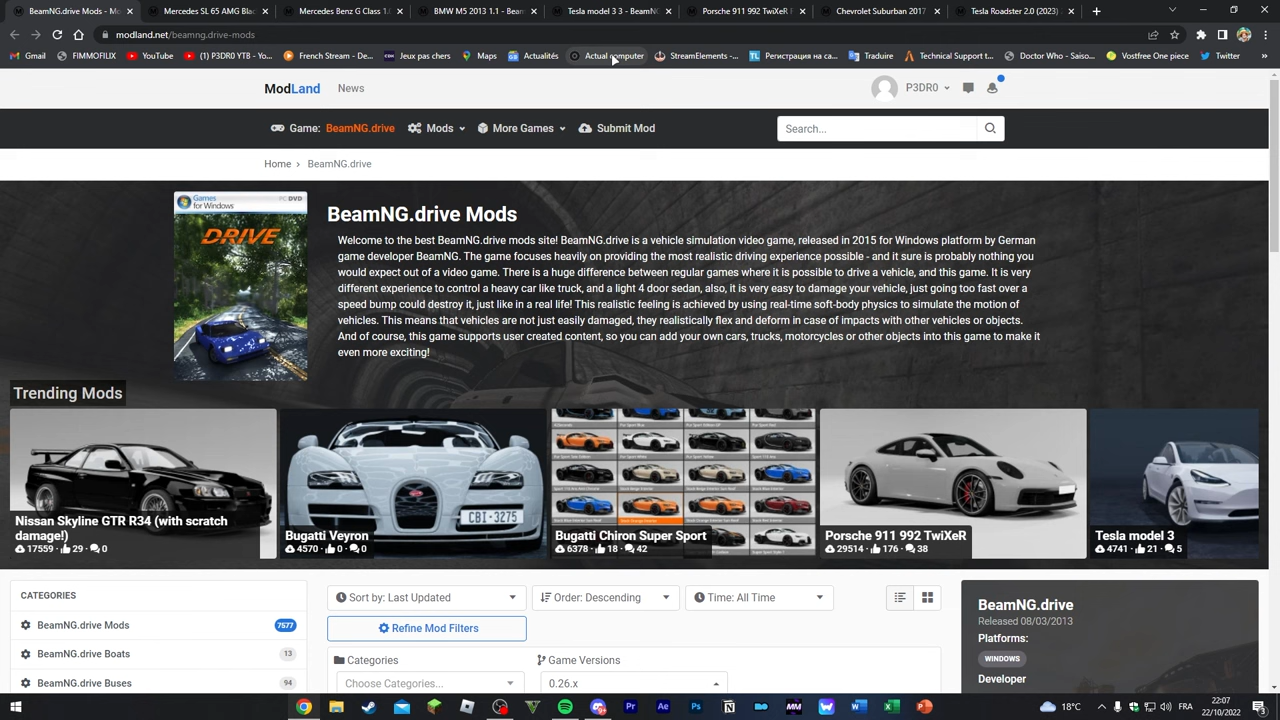 BeamNG.drive Mods - Mo
Mercedes SL 65 AMG Blac
Mercedes Benz G Class 1.
BMW M5 2013 1.1 - Beam
Tesla model 3 3 - BeamNG
Porsche 911 992 TwiXeR F
Chevrolet Suburban 2017
Tesla Roadster 2.0 (2023)
modland.net/beamng.drive-mods
Gmail
FIMMOFILIX
YouTube
(1) P3DR0 YTB - Yo...
French Stream - De...
Jeux pas chers
Maps
Actualités
Actual computer
StreamElements -...
Регистрация на са...
Traduire
Technical Support t...
Doctor Who - Saiso...
Vostfree One piece
Twitter
»
ModLand
News
P3DR0
Game: BeamNG.drive
Mods
More Games
Submit Mod
Search...
Home › BeamNG.drive
Games for Windows
PC DVD
DRIVE
BeamNG.drive Mods
Welcome to the best BeamNG.drive mods site! BeamNG.drive is a vehicle simulation video game, released in 2015 for Windows platform by German
game developer BeamNG. The game focuses heavily on providing the most realistic driving experience possible - and it sure is probably nothing you
would expect out of a video game. There is a huge difference between regular games where it is possible to drive a vehicle, and this game. It is very
different experience to control a heavy car like truck, and a light 4 door sedan, also, it is very easy to damage your vehicle, just going too fast over a
speed bump could destroy it, just like in a real life! This realistic feeling is achieved by using real-time soft-body physics to simulate the motion of
vehicles. This means that vehicles are not just easily damaged, they realistically flex and deform in case of impacts with other vehicles or objects.
And of course, this game supports user created content, so you can add your own cars, trucks, motorcycles or other objects into this game to make it
even more exciting!
Trending Mods
Nissan Skyline GTR R34 (with scratch
damage!)
17559 · 29 · 0
CBI·3275
Bugatti Veyron
4570 · 0 · 0
Bugatti Chiron Super Sport
6378 · 18 · 42
Porsche 911 992 TwiXeR
29514 · 176 · 38
Tesla model 3
4741 · 21 · 5
CATEGORIES
BeamNG.drive Mods 7577
BeamNG.drive Boats 13
BeamNG.drive Buses 94
Sort by: Last Updated
Order: Descending
Time: All Time
Refine Mod Filters
Categories
Choose Categories...
Game Versions
0.26.x
BeamNG.drive
Released 08/03/2013
Platforms:
WINDOWS
Developer
18°C
FRA
22:07
22/10/2022